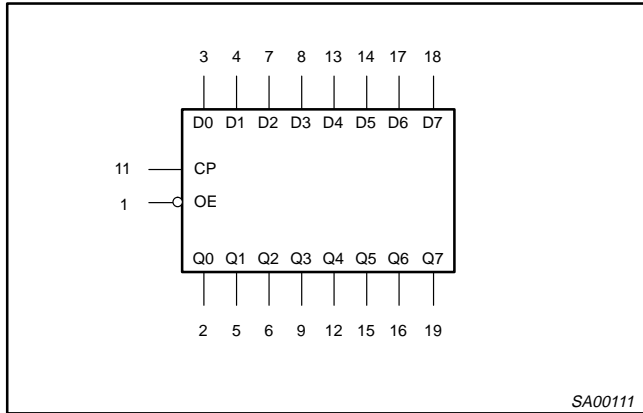 3 4 7 8 13 14 17 18
D0 D1 D2 D3 D4 D5 D6 D7
11 CP
1 OE
Q0 Q1 Q2 Q3 Q4 Q5 Q6 Q7
2 5 6 9 12 15 16 19
SA00111